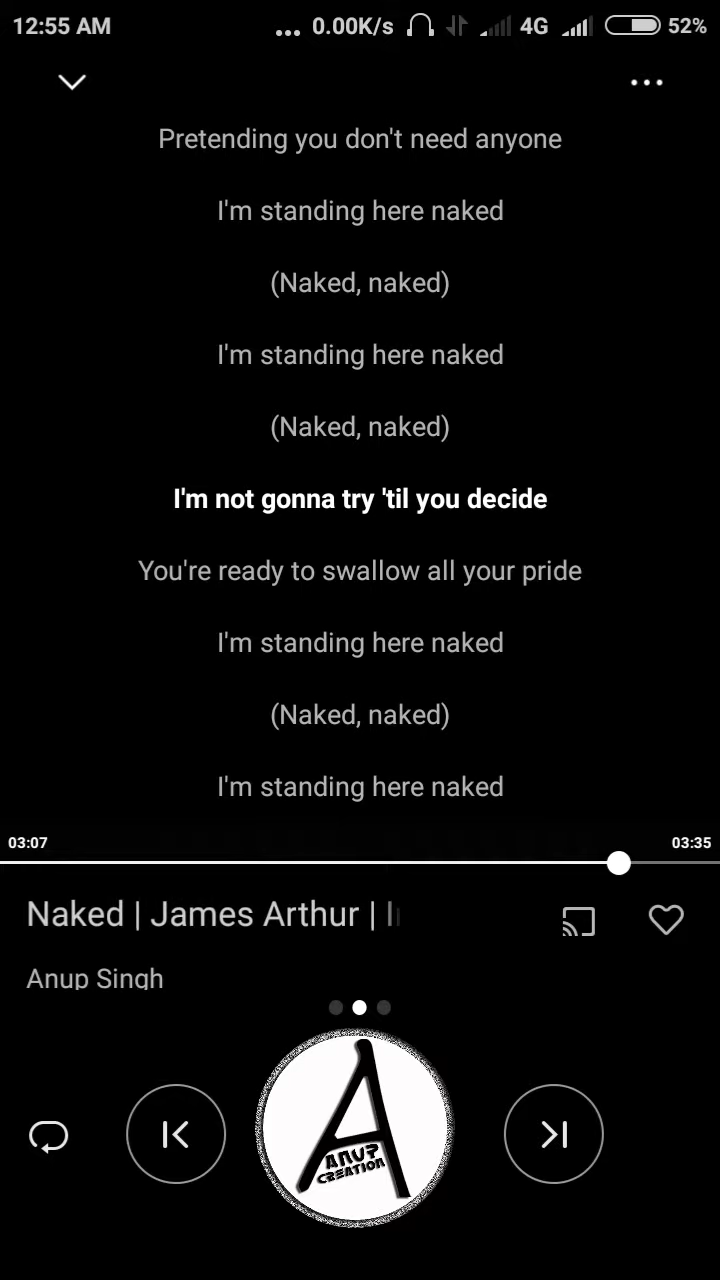 12:55 AM ... 0.00K/s 4G 52%
Pretending you don't need anyone
I'm standing here naked
(Naked, naked)
I'm standing here naked
(Naked, naked)
I'm not gonna try 'til you decide
You're ready to swallow all your pride
I'm standing here naked
(Naked, naked)
I'm standing here naked
03:07 03:35
Naked | James Arthur |
Anup Singh
A
ANUP
CREATION